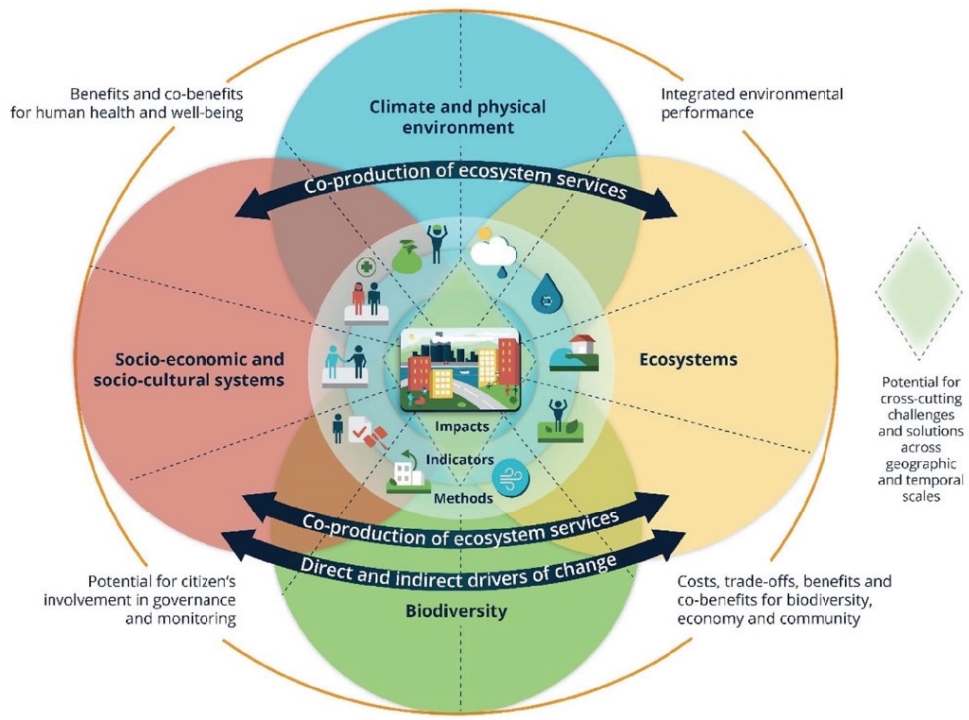 Benefits and co-benefits
for human health and well-being
Climate and physical
environment
Integrated environmental
performance
Co-production of ecosystem services
Socio-economic and
socio-cultural systems
Ecosystems
Impacts
Indicators
Methods
Co-production of ecosystem services
Direct and indirect drivers of change
Biodiversity
Potential for citizen's
involvement in governance
and monitoring
Costs, trade-offs, benefits and
co-benefits for biodiversity,
economy and community
Potential for
cross-cutting
challenges
and solutions
across
geographic
and temporal
scales